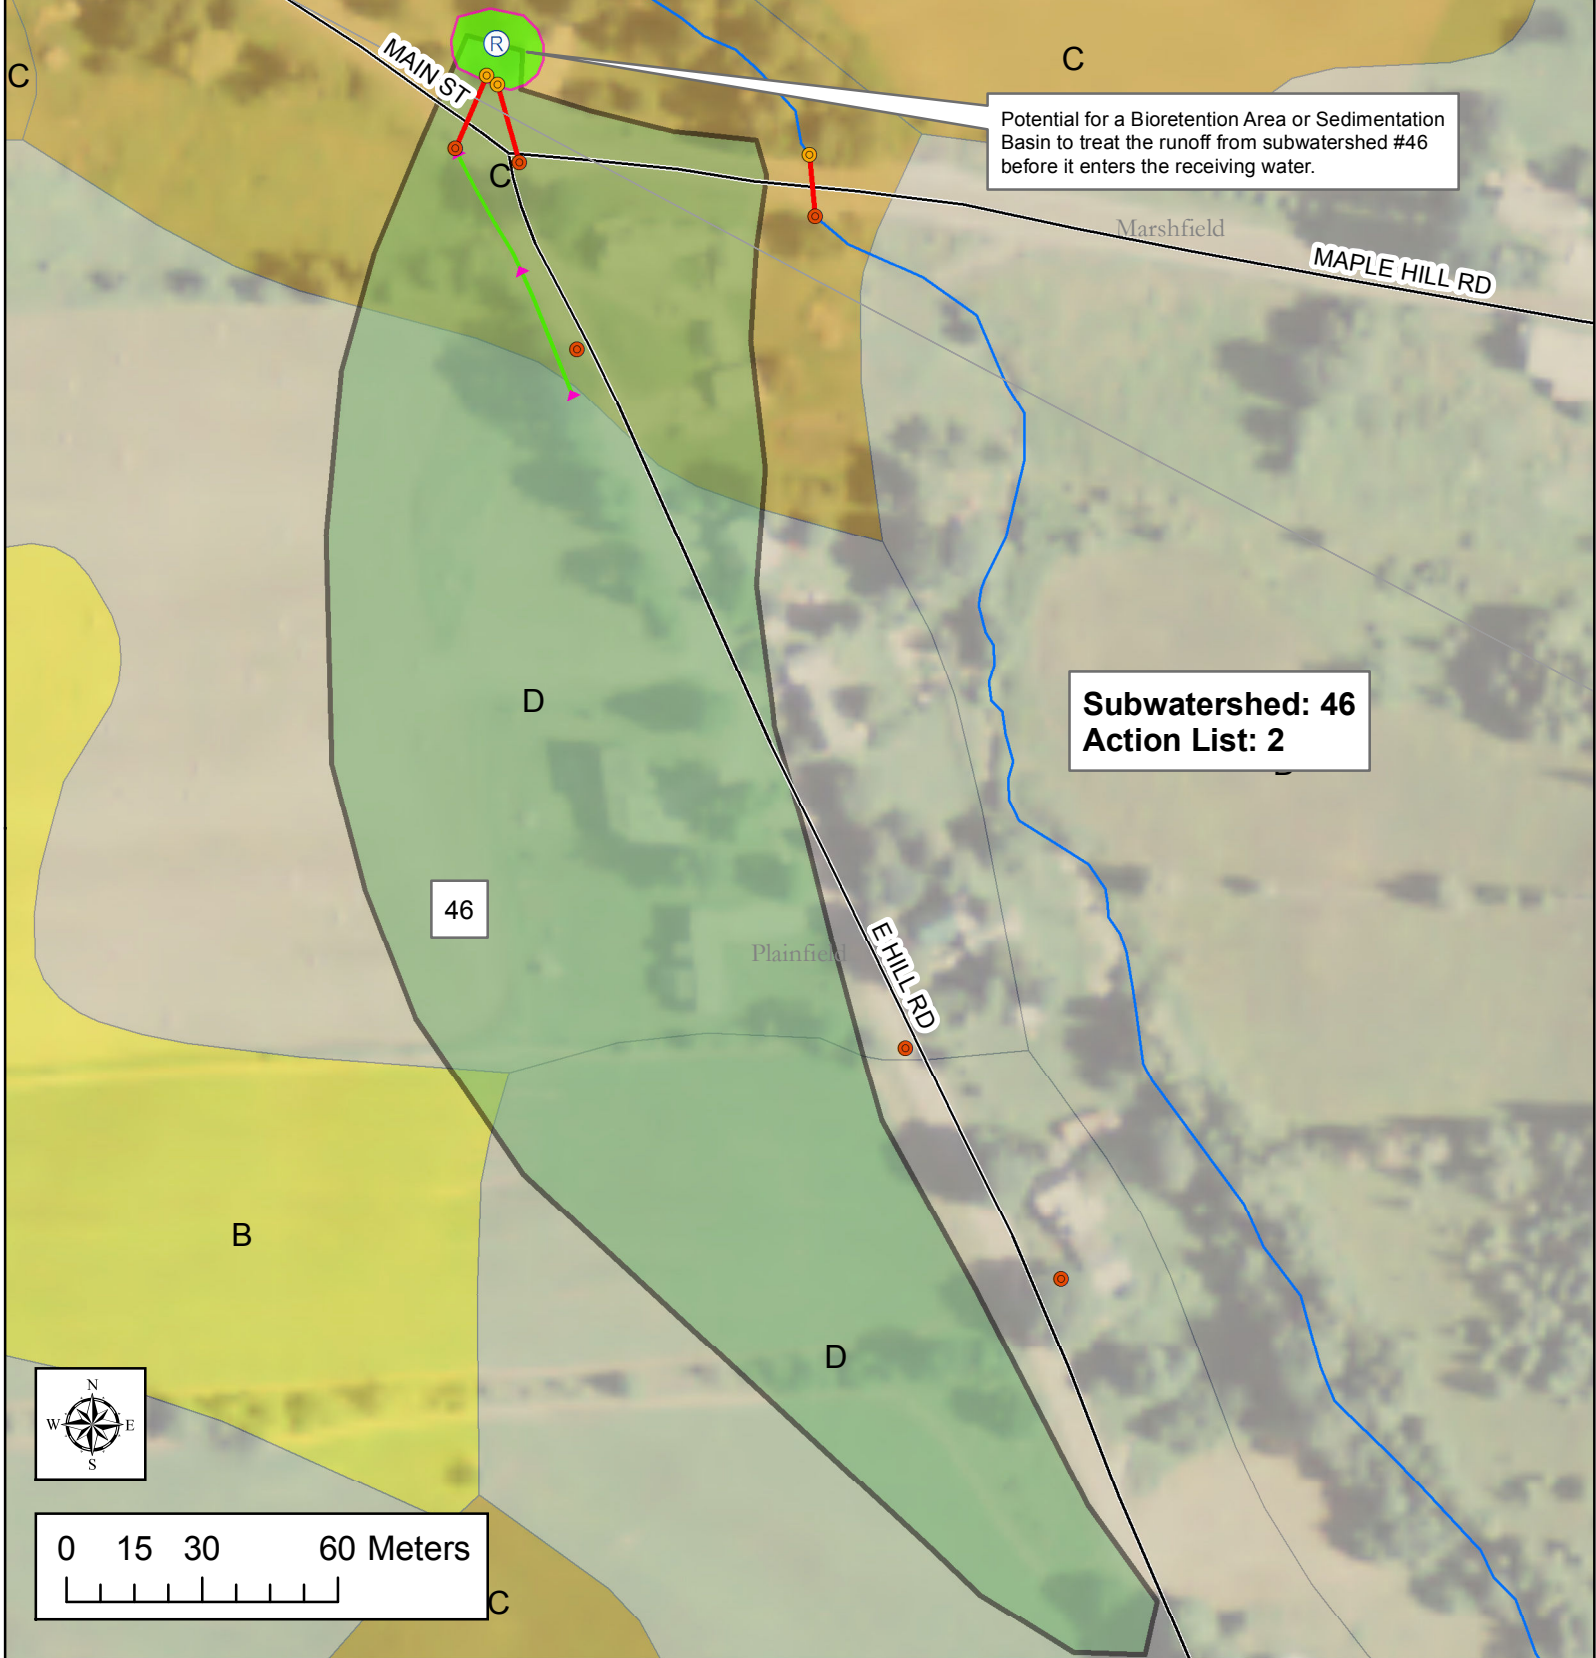 R
MAIN ST
C
C
Potential for a Bioretention Area or Sedimentation
Basin to treat the runoff from subwatershed #46
before it enters the receiving water.
C
Marshfield
MAPLE HILL RD
D
Subwatershed: 46
Action List: 2
46
Plainfield
E HILL RD
B
D
N
W E
S
0 15 30 60 Meters
C